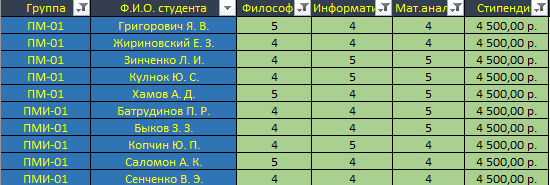 Группа Ф.И.О. студента Философ Информати Мат.анал Стипенди
ПМ-01 Григорович Я. В. 5 4 4 4 500,00 р.
ПМ-01 Жириновский Е. З. 4 4 4 4 500,00 р.
ПМ-01 Зинченко Л. И. 4 5 5 4 500,00 р.
ПМ-01 Кулнок Ю. С. 4 5 5 4 500,00 р.
ПМ-01 Хамов А. Д. 5 4 5 4 500,00 р.
ПМИ-01 Батрудинов П. Р. 4 4 5 4 500,00 р.
ПМИ-01 Быков З. З. 4 4 5 4 500,00 р.
ПМИ-01 Копчин Ю. П. 4 5 4 4 500,00 р.
ПМИ-01 Саломон А. К. 5 4 4 4 500,00 р.
ПМИ-01 Сенченко В. Э. 4 4 4 4 500,00 р.